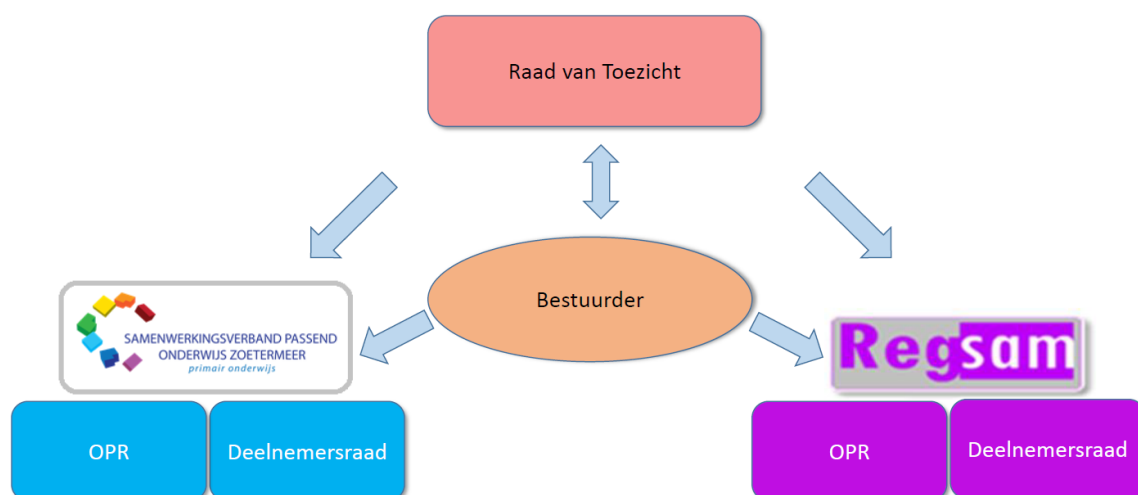 Raad van Toezicht
Bestuurder
SAMENWERKINGSVERBAND PASSEND
ONDERWIJS ZOETERMEER
primair onderwijs
Regsam
OPR
Deelnemersraad
OPR
Deelnemersraad